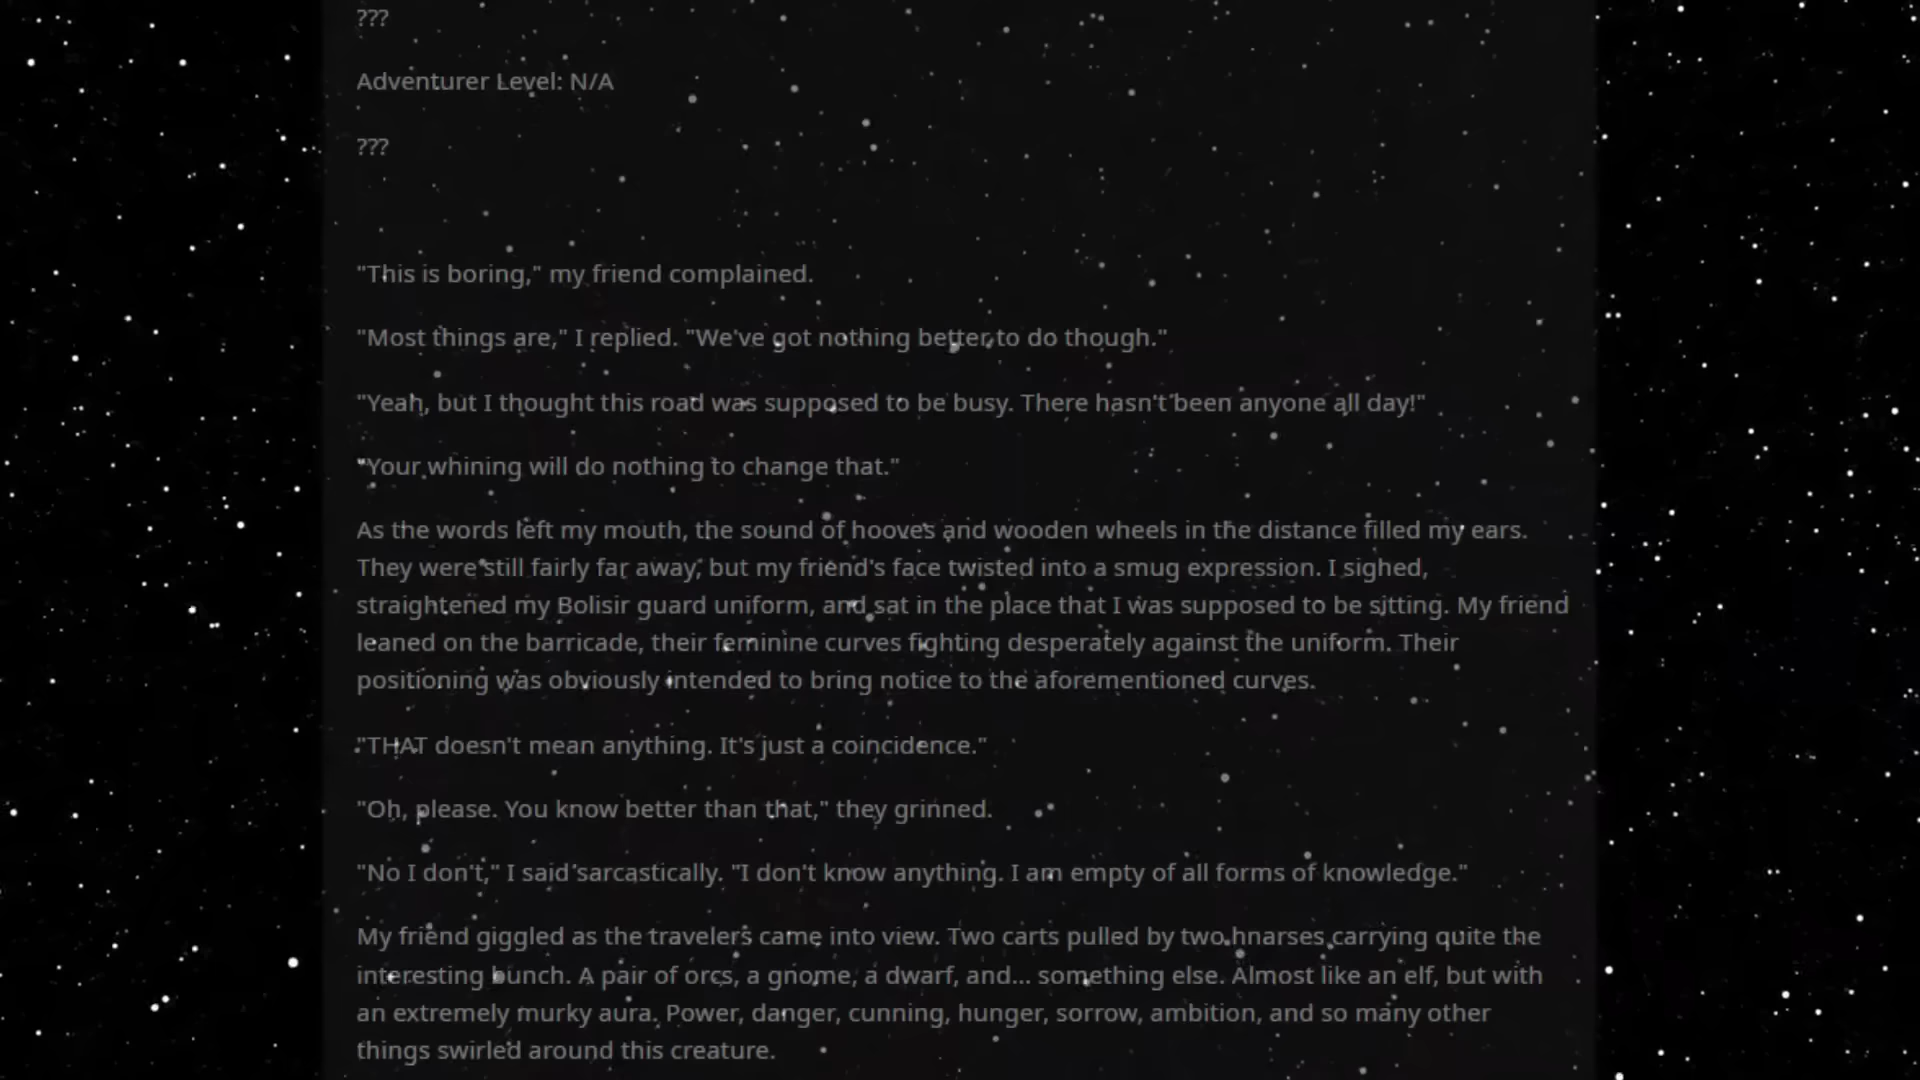 ???
Adventurer Level: N/A
???
"This is boring," my friend complained.
"Most things are," I replied. "We've got nothing better to do though."
"Yeah, but I thought this road was supposed to be busy. There hasn't been anyone all day!"
"Your whining will do nothing to change that."
As the words left my mouth, the sound of hooves and wooden wheels in the distance filled my ears.
They were still fairly far away, but my friend's face twisted into a smug expression. I sighed,
straightened my Bolisir guard uniform, and sat in the place that I was supposed to be sitting. My friend
leaned on the barricade, their feminine curves fighting desperately against the uniform. Their
positioning was obviously intended to bring notice to the aforementioned curves.
"THAT doesn't mean anything. It's just a coincidence."
"Oh, please. You know better than that," they grinned.
"No I don't," I said sarcastically. "I don't know anything. I am empty of all forms of knowledge."
My friend giggled as the travelers came into view. Two carts pulled by two hnarses carrying quite the
interesting bunch. A pair of orcs, a gnome, a dwarf, and... something else. Almost like an elf, but with
an extremely murky aura. Power, danger, cunning, hunger, sorrow, ambition, and so many other
things swirled around this creature.